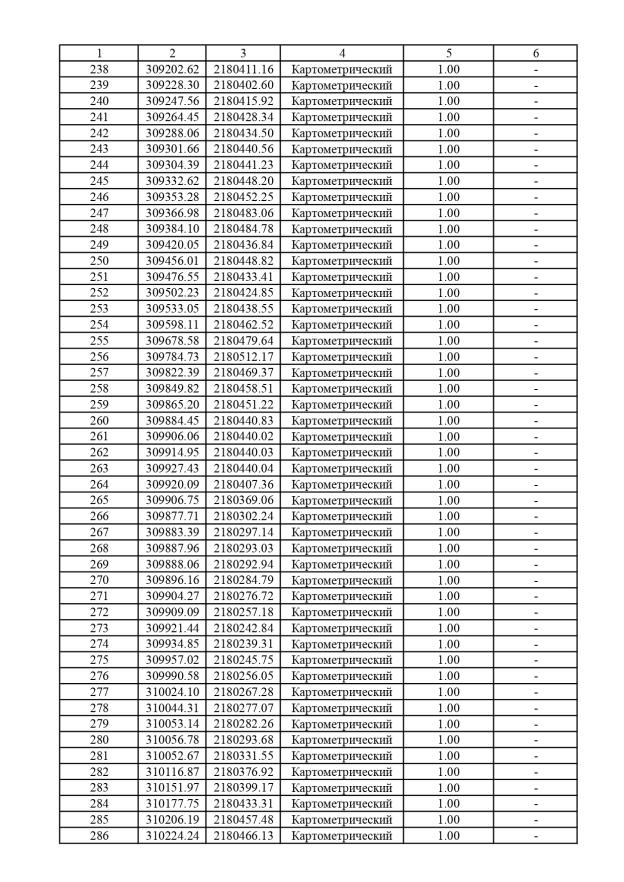 1 2 3 4 5 6
238 309202.62 2180411.16 Картометрический 1.00 -
239 309228.30 2180402.60 Картометрический 1.00 -
240 309247.56 2180415.92 Картометрический 1.00 -
241 309264.45 2180428.34 Картометрический 1.00 -
242 309288.06 2180434.50 Картометрический 1.00 -
243 309301.66 2180440.56 Картометрический 1.00 -
244 309304.39 2180441.23 Картометрический 1.00 -
245 309332.62 2180448.20 Картометрический 1.00 -
246 309353.28 2180452.25 Картометрический 1.00 -
247 309366.98 2180483.06 Картометрический 1.00 -
248 309384.10 2180484.78 Картометрический 1.00 -
249 309420.05 2180436.84 Картометрический 1.00 -
250 309456.01 2180448.82 Картометрический 1.00 -
251 309476.55 2180433.41 Картометрический 1.00 -
252 309502.23 2180424.85 Картометрический 1.00 -
253 309533.05 2180438.55 Картометрический 1.00 -
254 309598.11 2180462.52 Картометрический 1.00 -
255 309678.58 2180479.64 Картометрический 1.00 -
256 309784.73 2180512.17 Картометрический 1.00 -
257 309822.39 2180469.37 Картометрический 1.00 -
258 309849.82 2180458.51 Картометрический 1.00 -
259 309865.20 2180451.22 Картометрический 1.00 -
260 309884.45 2180440.83 Картометрический 1.00 -
261 309906.06 2180440.02 Картометрический 1.00 -
262 309914.95 2180440.03 Картометрический 1.00 -
263 309927.43 2180440.04 Картометрический 1.00 -
264 309920.09 2180407.36 Картометрический 1.00 -
265 309906.75 2180369.06 Картометрический 1.00 -
266 309877.71 2180302.24 Картометрический 1.00 -
267 309883.39 2180297.14 Картометрический 1.00 -
268 309887.96 2180293.03 Картометрический 1.00 -
269 309888.06 2180292.94 Картометрический 1.00 -
270 309896.16 2180284.79 Картометрический 1.00 -
271 309904.27 2180276.72 Картометрический 1.00 -
272 309909.09 2180257.18 Картометрический 1.00 -
273 309921.44 2180242.84 Картометрический 1.00 -
274 309934.85 2180239.31 Картометрический 1.00 -
275 309957.02 2180245.75 Картометрический 1.00 -
276 309990.58 2180256.05 Картометрический 1.00 -
277 310024.10 2180267.28 Картометрический 1.00 -
278 310044.31 2180277.07 Картометрический 1.00 -
279 310053.14 2180282.26 Картометрический 1.00 -
280 310056.78 2180293.68 Картометрический 1.00 -
281 310052.67 2180331.55 Картометрический 1.00 -
282 310116.87 2180376.92 Картометрический 1.00 -
283 310151.97 2180399.17 Картометрический 1.00 -
284 310177.75 2180433.31 Картометрический 1.00 -
285 310206.19 2180457.48 Картометрический 1.00 -
286 310224.24 2180466.13 Картометрический 1.00 -